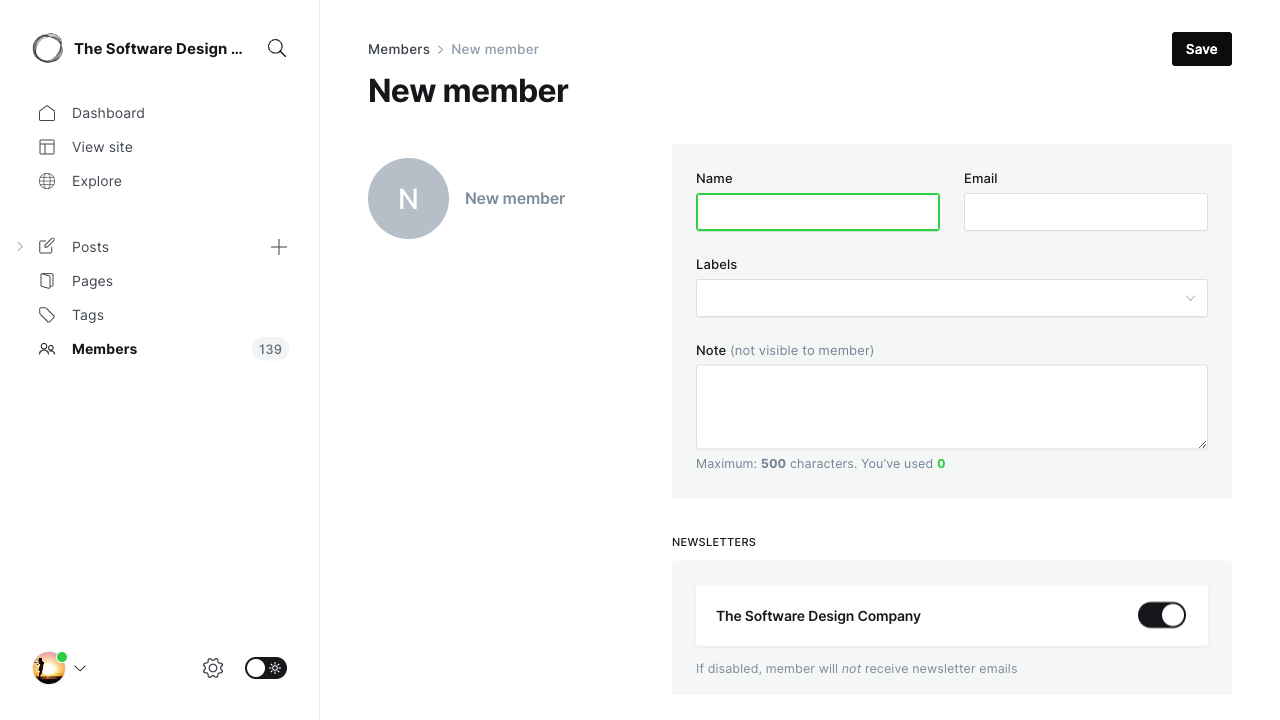 The Software Design ...
Dashboard
View site
Explore
Posts
Pages
Tags
Members
139
Members > New member
Save
New member
N
New member
Name
Email
Labels
Note (not visible to member)
Maximum: 500 characters. You've used 0
NEWSLETTERS
The Software Design Company
If disabled, member will not receive newsletter emails